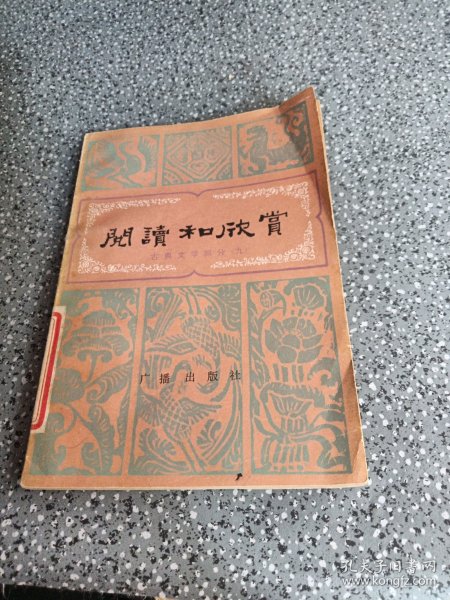 閱讀和欣賞
古典文学部分 九
广播出版社
孔夫子旧书网
www.kongfz.com